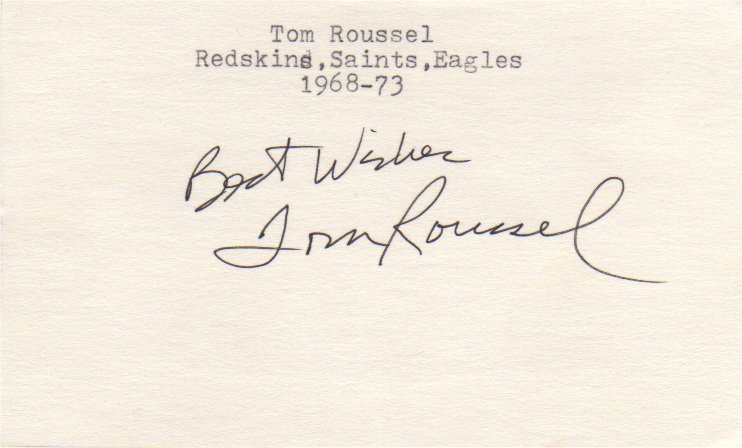 Tom Roussel
Redskins,Saints,Eagles
1968-73
Best Wishes
Tom Roussel